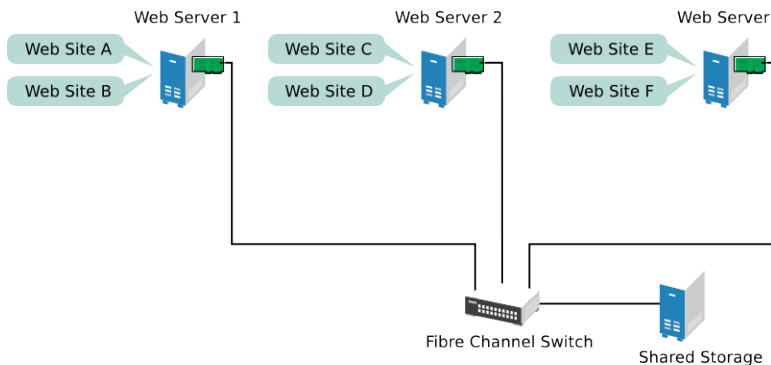 Web Server 1
Web Server 2
Web Server
Web Site A
Web Site C
Web Site E
Web Site B
Web Site D
Web Site F
Fibre Channel Switch
Shared Storage